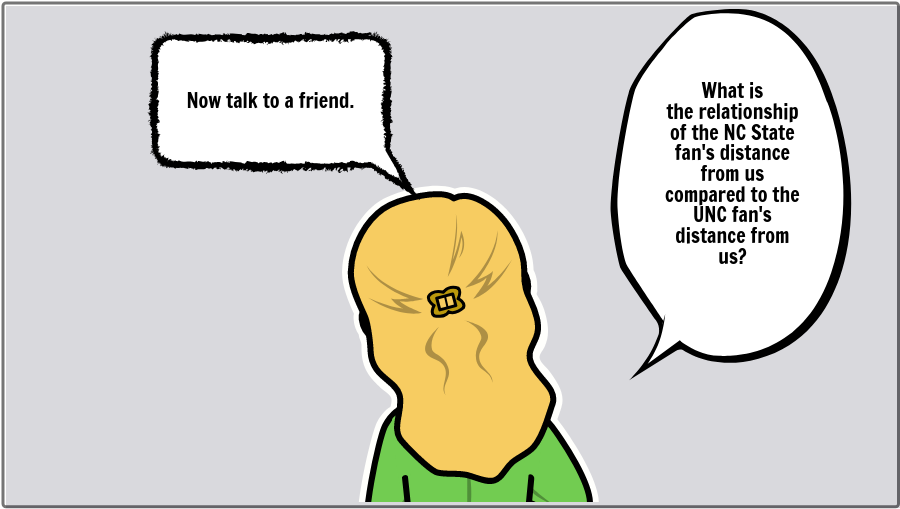 Now talk to a friend.
What is
the relationship
of the NC State
fan's distance
from us
compared to the
UNC fan's
distance from
us?